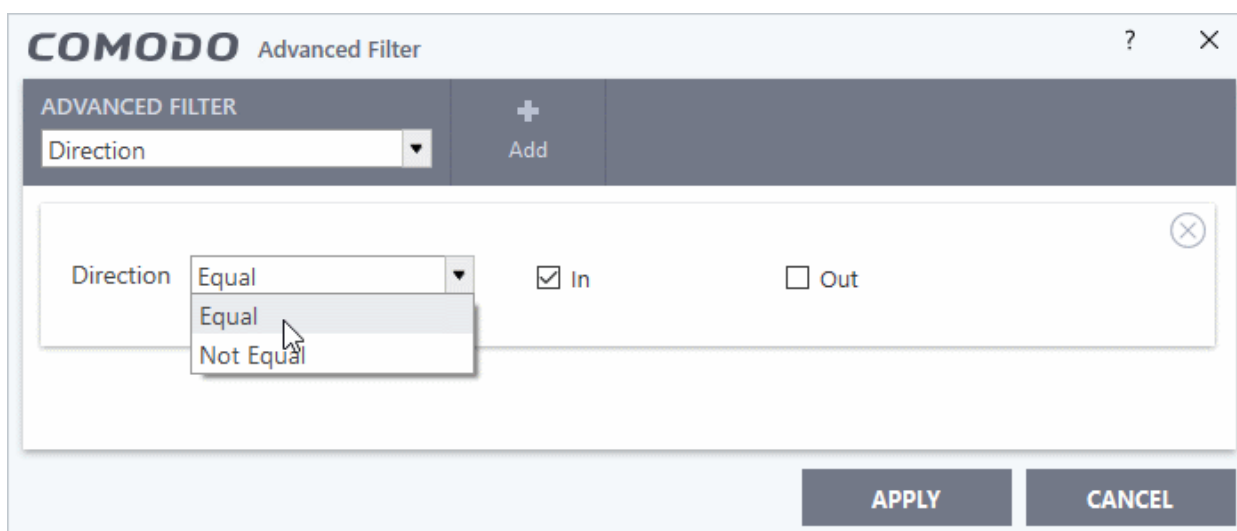 COMODO Advanced Filter ?
ADVANCED FILTER
Direction
Add
Direction Equal In Out
Equal
Not Equal
APPLY CANCEL